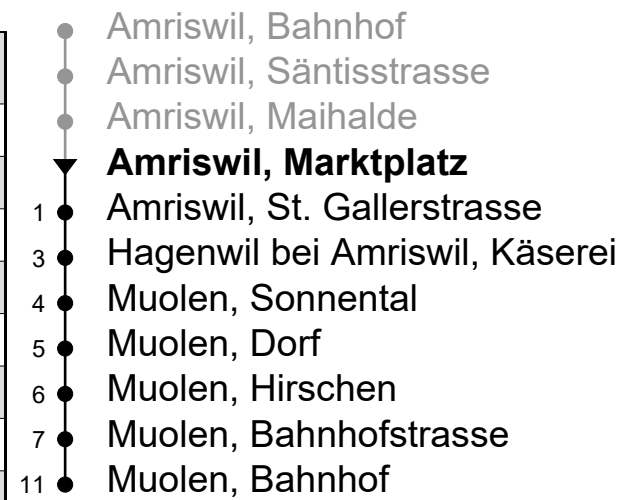 Amriswil, Bahnhof
Amriswil, Säntisstrasse
Amriswil, Maihalde
Amriswil, Marktplatz
1 Amriswil, St. Gallerstrasse
3 Hagenwil bei Amriswil, Käserei
4 Muolen, Sonnental
5 Muolen, Dorf
6 Muolen, Hirschen
7 Muolen, Bahnhofstrasse
11 Muolen, Bahnhof